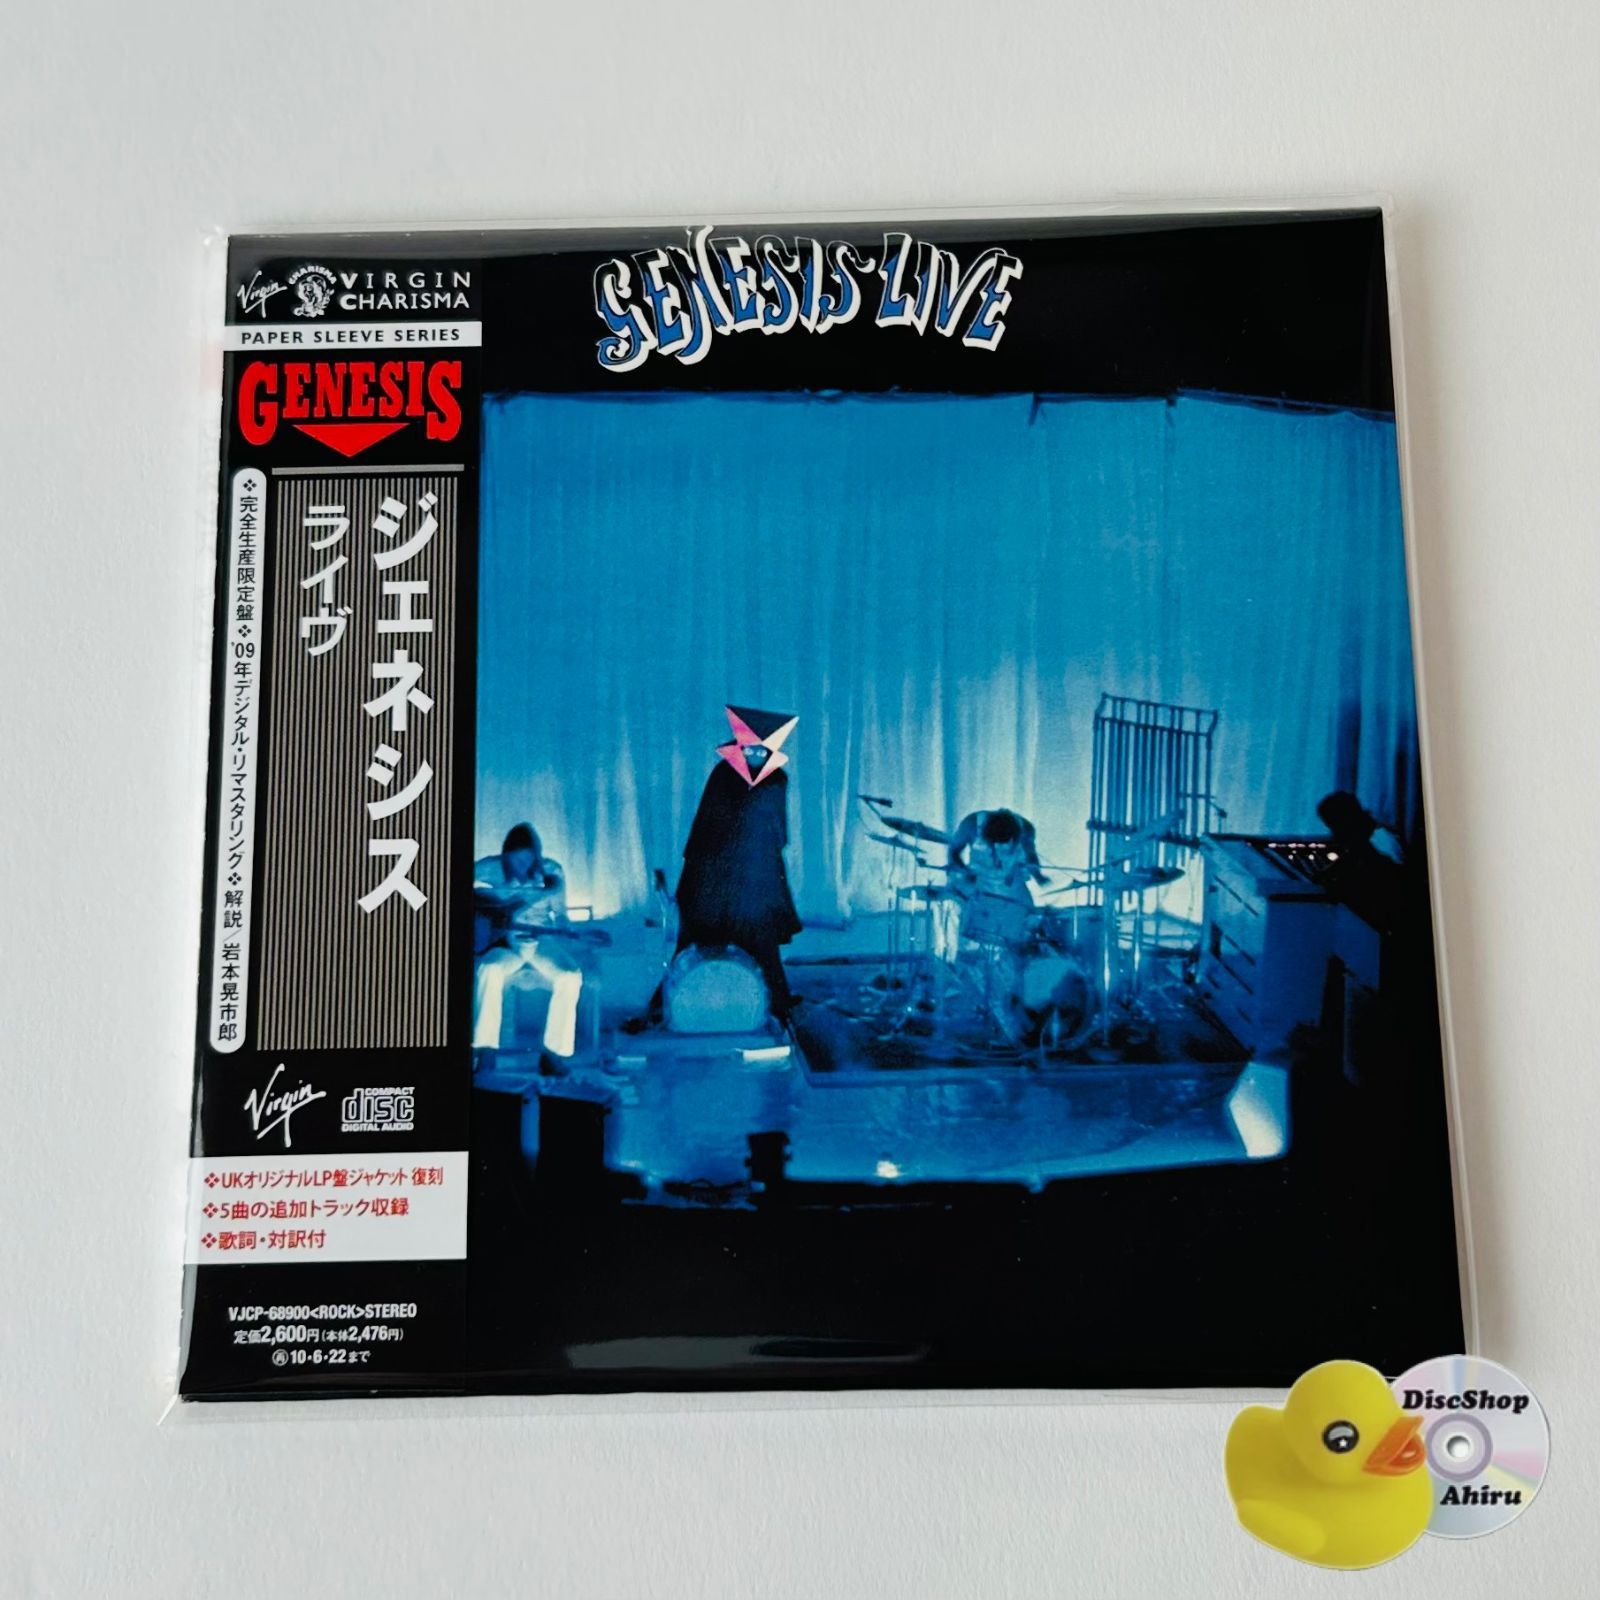 GENESIS LIVE
Virgin
CHARISMA
VIRGIN
CHARISMA
PAPER SLEEVE SERIES
GENESIS
ジェネシス
ライヴ
❖完全生産限定盤❖'09年デジタル・リマスタリング❖解説/岩本晃市郎
Virgin
COMPACT
disc
DIGITAL AUDIO
❖UKオリジナルLP盤ジャケット復刻
❖5曲の追加トラック収録
❖歌詞・対訳付
VJCP-68900<ROCK>STEREO
定価2,600円(本体2,476円)
㋐10・6・22まで
DiscShop
Ahiru